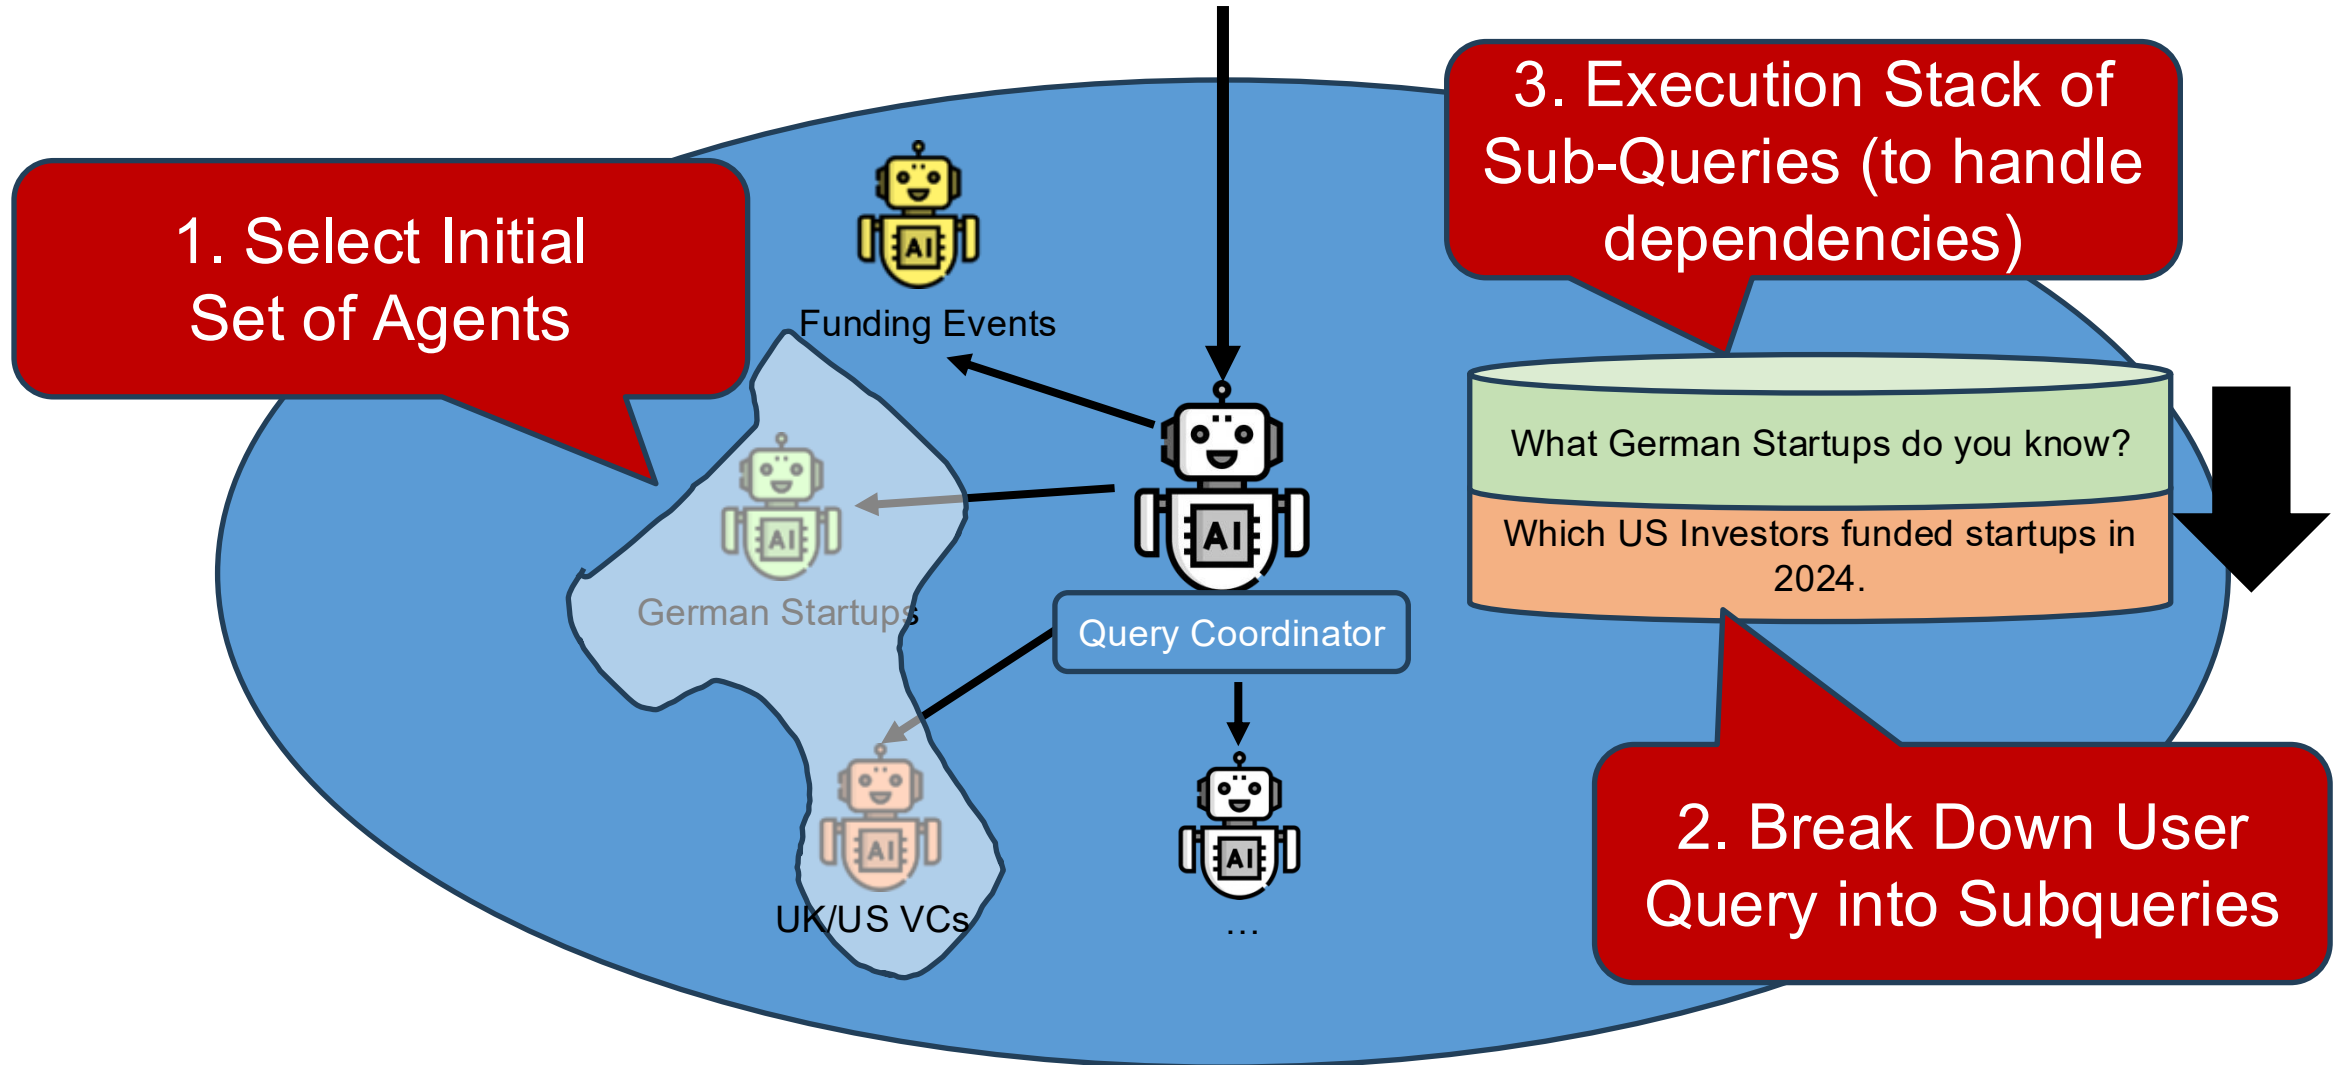 1. Select Initial
Set of Agents
3. Execution Stack of
Sub-Queries (to handle
dependencies)
AI
Funding Events
AI
German Startups
AI
Query Coordinator
What German Startups do you know?
Which US Investors funded startups in
2024.
AI
UK/US VCs
AI
...
2. Break Down User
Query into Subqueries